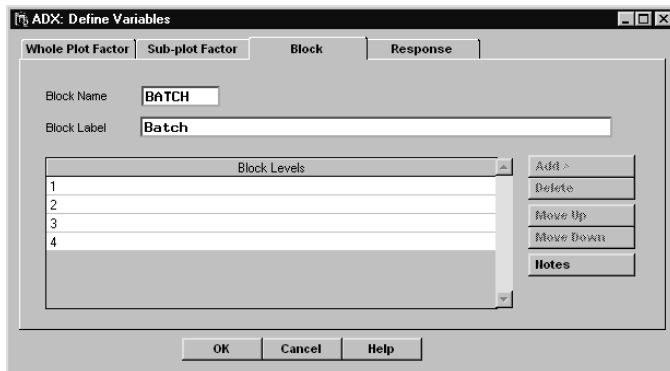 ADX: Define Variables
Whole Plot Factor Sub-plot Factor Block Response
Block Name BATCH
Block Label Batch
Block Levels
1
2
3
4
Add >
Delete
Move Up
Move Down
Notes
OK Cancel Help